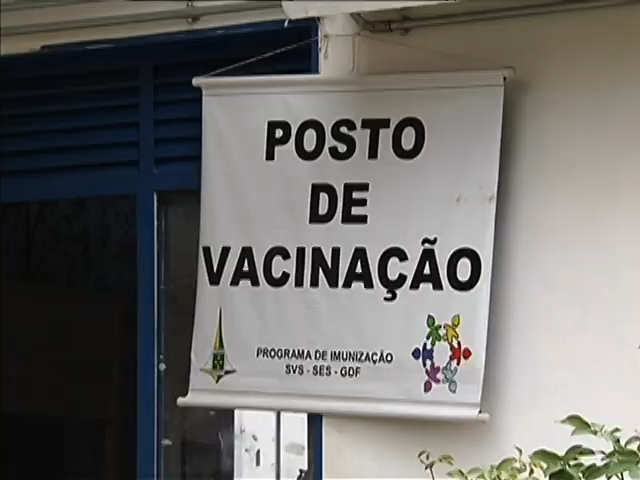 POSTO
DE
VACINAÇÃO
PROGRAMA DE IMUNIZAÇÃO
SVS - SES - GDF